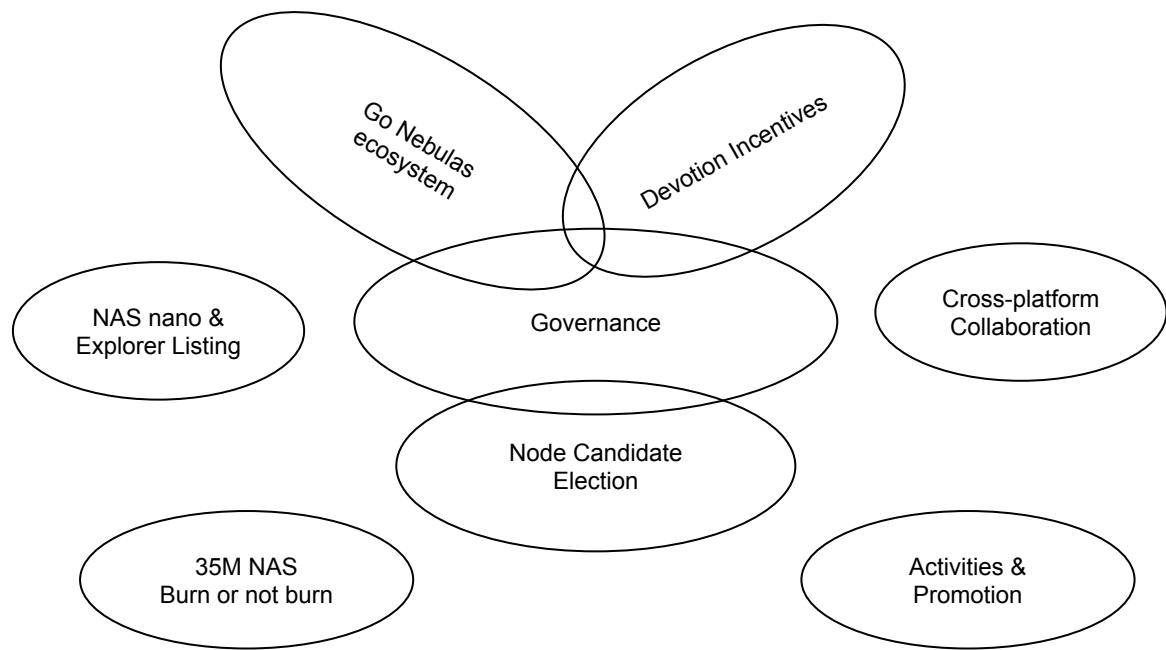 Go Nebulas
ecosystem
Devotion Incentives
NAS nano &
Explorer Listing
Governance
Cross-platform
Collaboration
Node Candidate
Election
35M NAS
Burn or not burn
Activities &
Promotion